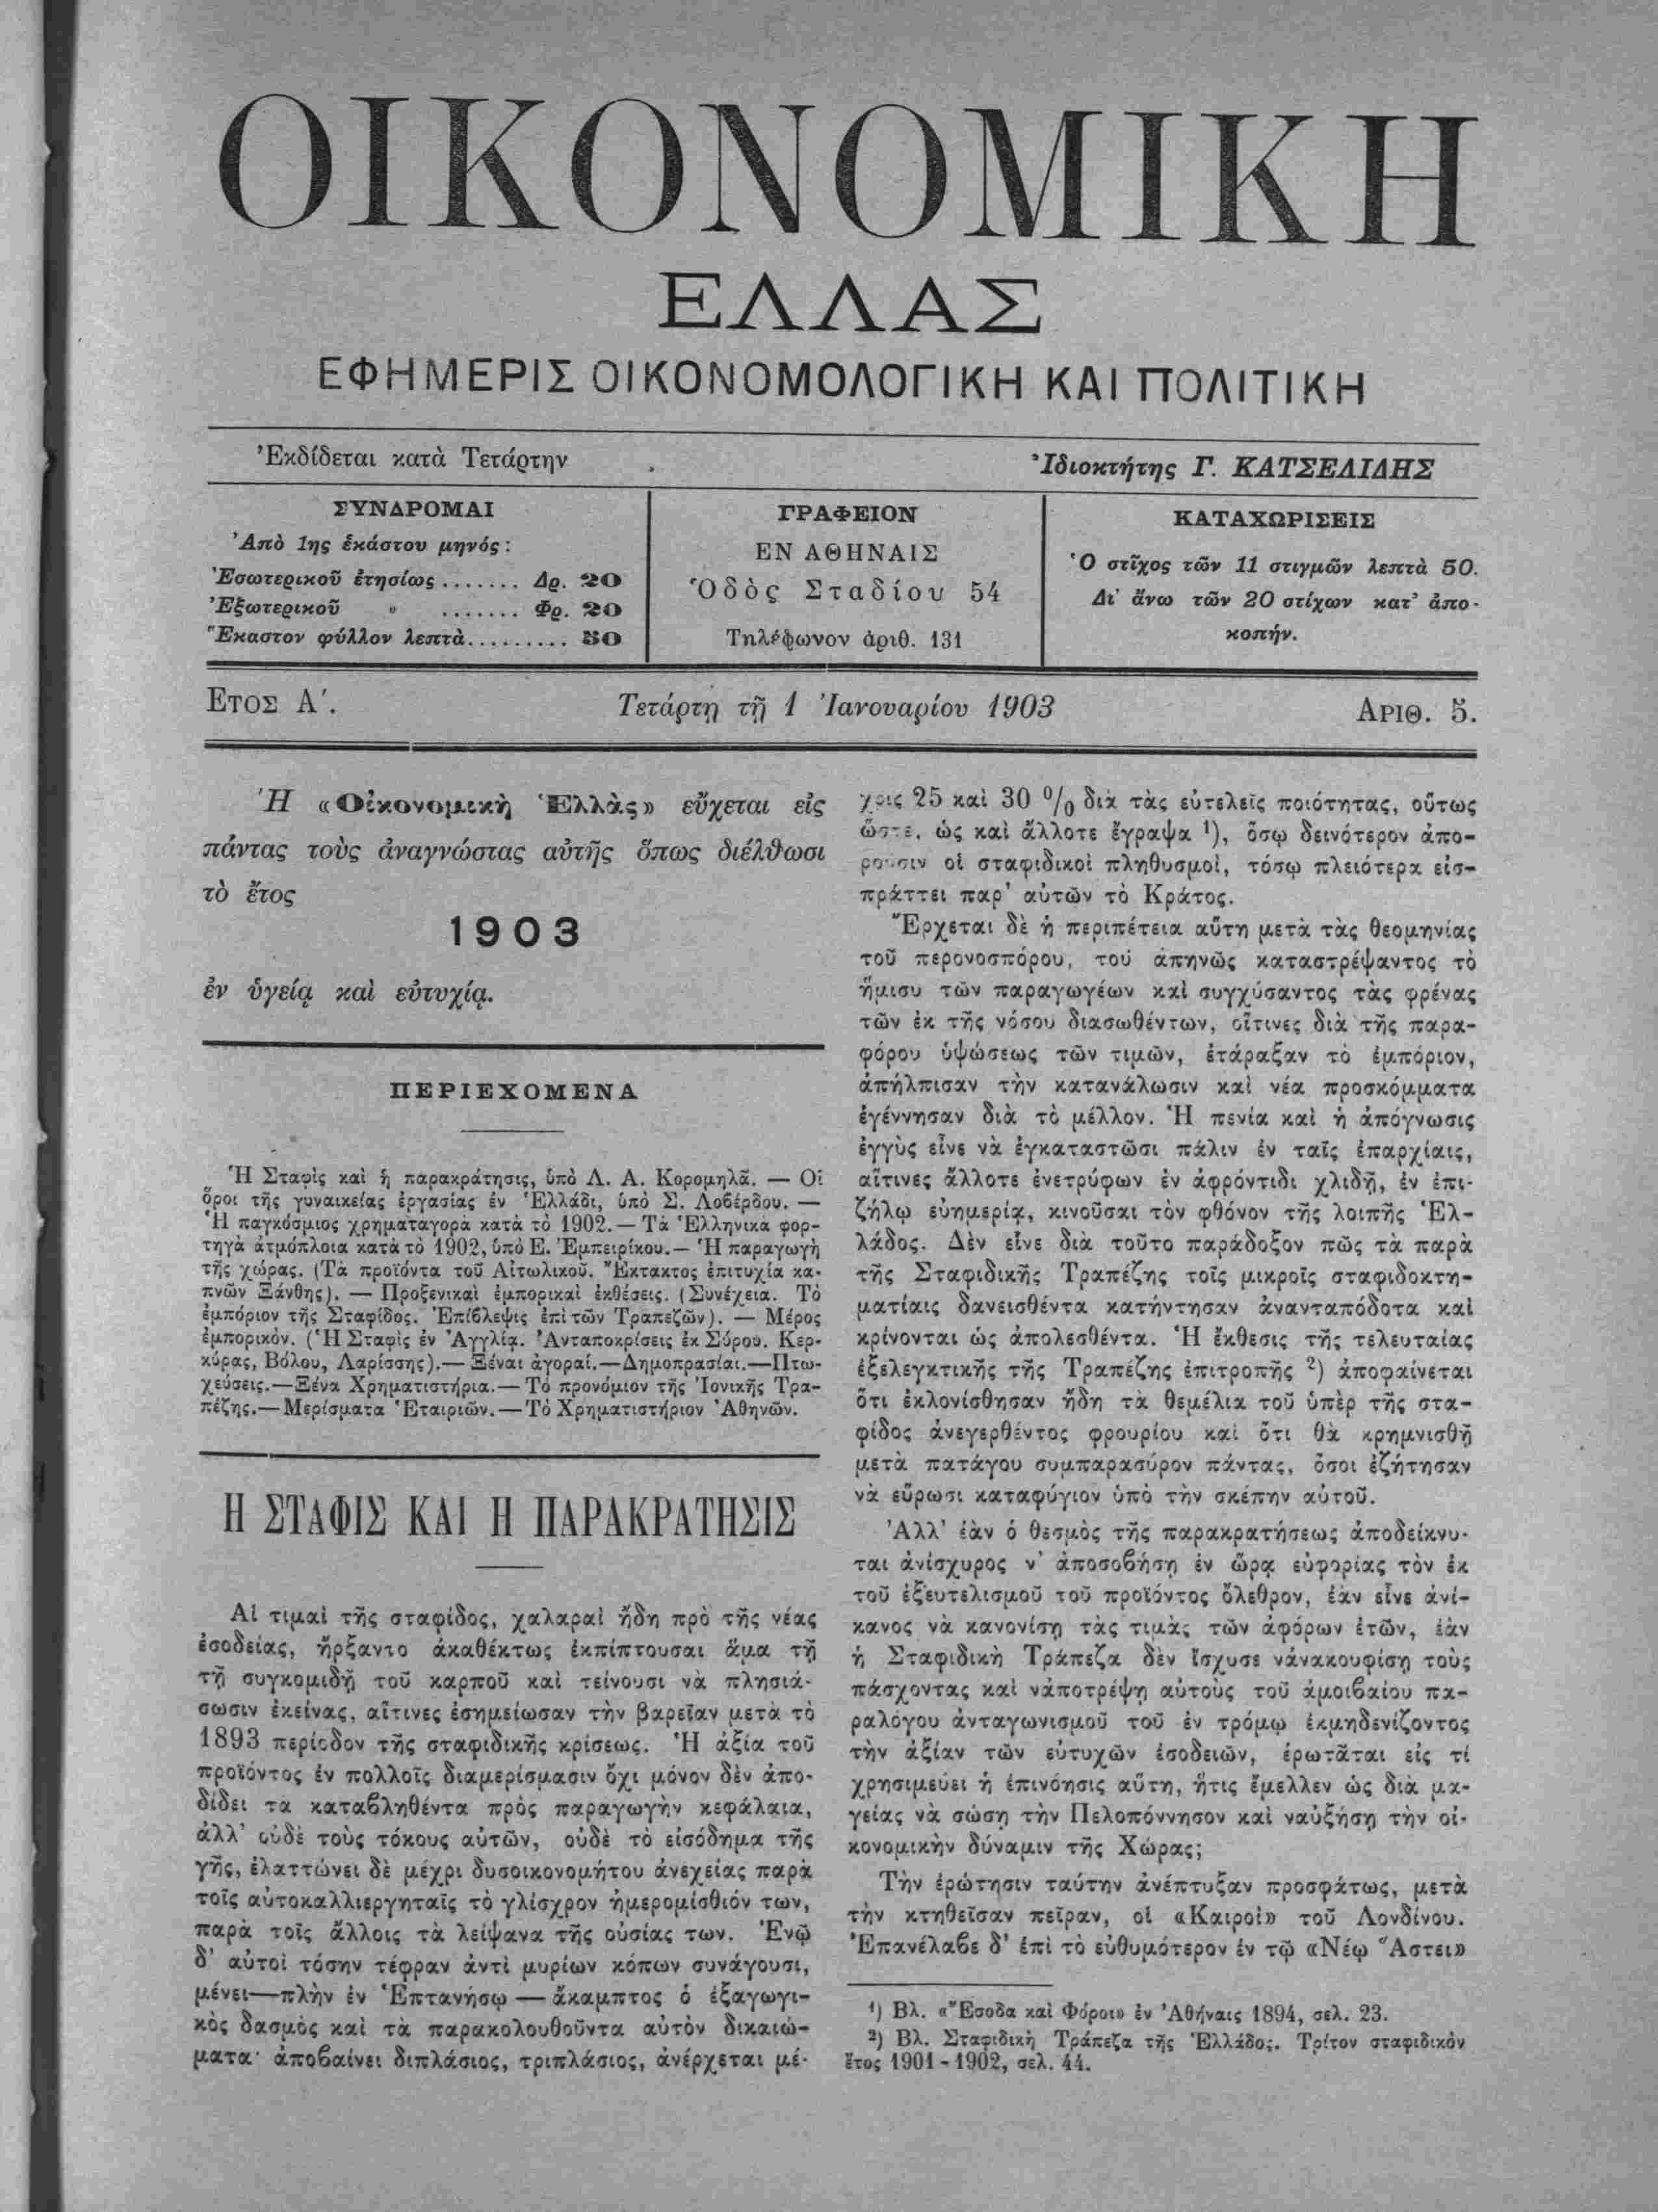 ΟΙΚΟΝΟΜΙΚΗ
ΕΛΛΑΣ
ΕΦΗΜΕΡΙΣ ΟΙΚΟΝΟΜΟΛΟΓΙΚΗ ΚΑΙ ΠΟΛΙΤΙΚΗ
Ἐκδίδεται κατὰ Τετάρτην
Ἰδιοκτήτης Γ. ΚΑΤΣΕΛΙΔΗΣ
ΣΥΝΔΡΟΜΑΙ
Ἀπὸ 1ης ἑκάστου μηνός:
Ἐσωτερικοῦ ἐτησίως ....... Δρ. 20
Ἐξωτερικοῦ » ....... Φρ. 20
Ἕκαστον φύλλον λεπτὰ......... 50
ΓΡΑΦΕΙΟΝ
ΕΝ ΑΘΗΝΑΙΣ
Ὁδὸς Σταδίου 54
Τηλέφωνον ἀριθ. 131
ΚΑΤΑΧΩΡΙΣΕΙΣ
Ὁ στῖχος τῶν 11 στιγμῶν λεπτὰ 50.
Δι' ἄνω τῶν 20 στίχων κατ' ἀπο-
κοπήν.
ΕΤΟΣ Α΄.
Τετάρτῃ τῇ 1 Ἰανουαρίου 1903
ΑΡΙΘ. 5.
Ἡ «Οἰκονομικὴ Ἑλλὰς» εὔχεται εἰς
πάντας τοὺς ἀναγνώστας αὐτῆς ὅπως διέλθωσι
τὸ ἔτος
1903
ἐν ὑγείᾳ καὶ εὐτυχίᾳ.
ΠΕΡΙΕΧΟΜΕΝΑ
Ἡ Σταφὶς καὶ ἡ παρακράτησις, ὑπὸ Λ. Α. Κορομηλᾶ. — Οἱ
ὅροι τῆς γυναικείας ἐργασίας ἐν Ἑλλάδι, ὑπὸ Σ. Λοβέρδου. —
Ἡ παγκόσμιος χρηματαγορὰ κατὰ τὸ 1902.— Τὰ Ἑλληνικὰ φορ-
τηγὰ ἀτμόπλοια κατὰ τὸ 1902, ὑπὸ Ε. Ἐμπειρίκου.— Ἡ παραγωγὴ
τῆς χώρας. (Τὰ προϊόντα τοῦ Αἰτωλικοῦ. Ἔκτακτος ἐπιτυχία κα-
πνῶν Ξάνθης). — Προξενικαὶ ἐμπορικαὶ ἐκθέσεις. (Συνέχεια. Τὸ
ἐμπόριον τῆς Σταφίδος. Ἐπίβλεψις ἐπὶ τῶν Τραπεζῶν). — Μέρος
ἐμπορικόν. (Ἡ Σταφὶς ἐν Ἀγγλίᾳ. Ἀνταποκρίσεις ἐκ Σύρου. Κερ-
κύρας, Βόλου, Λαρίσσης).— Ξέναι ἀγοραί.—Δημοπρασίαι.—Πτω-
χεύσεις.—Ξένα Χρηματιστήρια.— Τὸ προνόμιον τῆς Ἰονικῆς Τρα-
πέζης.— Μερίσματα Ἑταιριῶν.— Τὸ Χρηματιστήριον Ἀθηνῶν.
Η ΣΤΑΦΙΣ ΚΑΙ Η ΠΑΡΑΚΡΑΤΗΣΙΣ
Αἱ τιμαὶ τῆς σταφίδος, χαλαραὶ ἤδη πρὸ τῆς νέας
ἐσοδείας, ἤρξαντο ἀκαθέκτως ἐκπίπτουσαι ἅμα τῇ
τῇ συγκομιδῇ τοῦ καρποῦ καὶ τείνουσι νὰ πλησιά-
σωσιν ἐκείνας, αἵτινες ἐσημείωσαν τὴν βαρεῖαν μετὰ τὸ
1893 περίοδον τῆς σταφιδικῆς κρίσεως. Ἡ ἀξία τοῦ
προϊόντος ἐν πολλοῖς διαμερίσμασιν ὄχι μόνον δὲν ἀπο-
δίδει τὰ καταβληθέντα πρὸς παραγωγὴν κεφάλαια,
ἀλλ' οὐδὲ τοὺς τόκους αὐτῶν, οὐδὲ τὸ εἰσόδημα τῆς
γῆς, ἐλαττώνει δὲ μέχρι δυσοικονομήτου ἀνεχείας παρὰ
τοῖς αὐτοκαλλιεργηταῖς τὸ γλίσχρον ἡμερομίσθιόν των,
παρὰ τοῖς ἄλλοις τὰ λείψανα τῆς οὐσίας των. Ἐνῷ
δ' αὐτοὶ τόσην τέφραν ἀντὶ μυρίων κόπων συνάγουσι,
μένει—πλὴν ἐν Ἑπτανήσῳ — ἄκαμπτος ὁ ἐξαγωγι-
κὸς δασμὸς καὶ τὰ παρακολουθοῦντα αὐτὸν δικαιώ-
ματα· ἀποβαίνει διπλάσιος, τριπλάσιος, ἀνέρχεται μέ-
χρις 25 καὶ 30 % διὰ τὰς εὐτελεῖς ποιότητας, οὕτως
ὥστε, ὡς καὶ ἄλλοτε ἔγραψα 1), ὅσῳ δεινότερον ἀπο-
ροῦσιν οἱ σταφιδικοὶ πληθυσμοί, τόσῳ πλειότερα εἰσ-
πράττει παρ' αὐτῶν τὸ Κράτος.
Ἔρχεται δὲ ἡ περιπέτεια αὕτη μετὰ τὰς θεομηνίας
τοῦ περονοσπόρου, τοῦ ἀπηνῶς καταστρέψαντος τὸ
ἥμισυ τῶν παραγωγέων καὶ συγχύσαντος τὰς φρένας
τῶν ἐκ τῆς νόσου διασωθέντων, οἵτινες διὰ τῆς παρα-
φόρου ὑψώσεως τῶν τιμῶν, ἐτάραξαν τὸ ἐμπόριον,
ἀπήλπισαν τὴν κατανάλωσιν καὶ νέα προσκόμματα
ἐγέννησαν διὰ τὸ μέλλον. Ἡ πενία καὶ ἡ ἀπόγνωσις
ἐγγὺς εἶνε νὰ ἐγκαταστῶσι πάλιν ἐν ταῖς ἐπαρχίαις,
αἵτινες ἄλλοτε ἐνετρύφων ἐν ἀφρόντιδι χλιδῇ, ἐν ἐπι-
ζήλῳ εὐημερίᾳ, κινοῦσαι τὸν φθόνον τῆς λοιπῆς Ἑλ-
λάδος. Δὲν εἶνε διὰ τοῦτο παράδοξον πῶς τὰ παρὰ
τῆς Σταφιδικῆς Τραπέζης τοῖς μικροῖς σταφιδοκτη-
ματίαις δανεισθέντα κατήντησαν ἀνανταπόδοτα καὶ
κρίνονται ὡς ἀπολεσθέντα. Ἡ ἔκθεσις τῆς τελευταίας
ἐξελεγκτικῆς τῆς Τραπέζης ἐπιτροπῆς 2) ἀποφαίνεται
ὅτι ἐκλονίσθησαν ἤδη τὰ θεμέλια τοῦ ὑπὲρ τῆς στα-
φίδος ἀνεγερθέντος φρουρίου καὶ ὅτι θὰ κρημνισθῇ
μετὰ πατάγου συμπαρασύρον πάντας, ὅσοι ἐζήτησαν
νὰ εὕρωσι καταφύγιον ὑπὸ τὴν σκέπην αὐτοῦ.
Ἀλλ' ἐὰν ὁ θεσμὸς τῆς παρακρατήσεως ἀποδείκνυ-
ται ἀνίσχυρος ν' ἀποσοβήσῃ ἐν ὥρᾳ εὐφορίας τὸν ἐκ
τοῦ ἐξευτελισμοῦ τοῦ προϊόντος ὄλεθρον, ἐὰν εἶνε ἀνί-
κανος νὰ κανονίσῃ τὰς τιμὰς τῶν ἀφόρων ἐτῶν, ἐὰν
ἡ Σταφιδικὴ Τράπεζα δὲν ἴσχυσε νἀνακουφίσῃ τοὺς
πάσχοντας καὶ νἀποτρέψῃ αὐτοὺς τοῦ ἀμοιβαίου πα-
ραλόγου ἀνταγωνισμοῦ τοῦ ἐν τρόμῳ ἐκμηδενίζοντος
τὴν ἀξίαν τῶν εὐτυχῶν ἐσοδειῶν, ἐρωτᾶται εἰς τί
χρησιμεύει ἡ ἐπινόησις αὕτη, ἥτις ἔμελλεν ὡς διὰ μα-
γείας νὰ σώσῃ τὴν Πελοπόννησον καὶ ναὐξήσῃ τὴν οἰ-
κονομικὴν δύναμιν τῆς Χώρας;
Τὴν ἐρώτησιν ταύτην ἀνέπτυξαν προσφάτως, μετὰ
τὴν κτηθεῖσαν πεῖραν, οἱ «Καιροὶ» τοῦ Λονδίνου.
Ἐπανέλαβε δ' ἐπὶ τὸ εὐθυμότερον ἐν τῷ «Νέῳ Ἄστει»
1) Βλ. «Ἔσοδα καὶ Φόροι» ἐν Ἀθήναις 1894, σελ. 23.
2) Βλ. Σταφιδικὴ Τράπεζα τῆς Ἑλλάδος. Τρίτον σταφιδικὸν
ἔτος 1901 - 1902, σελ. 44.